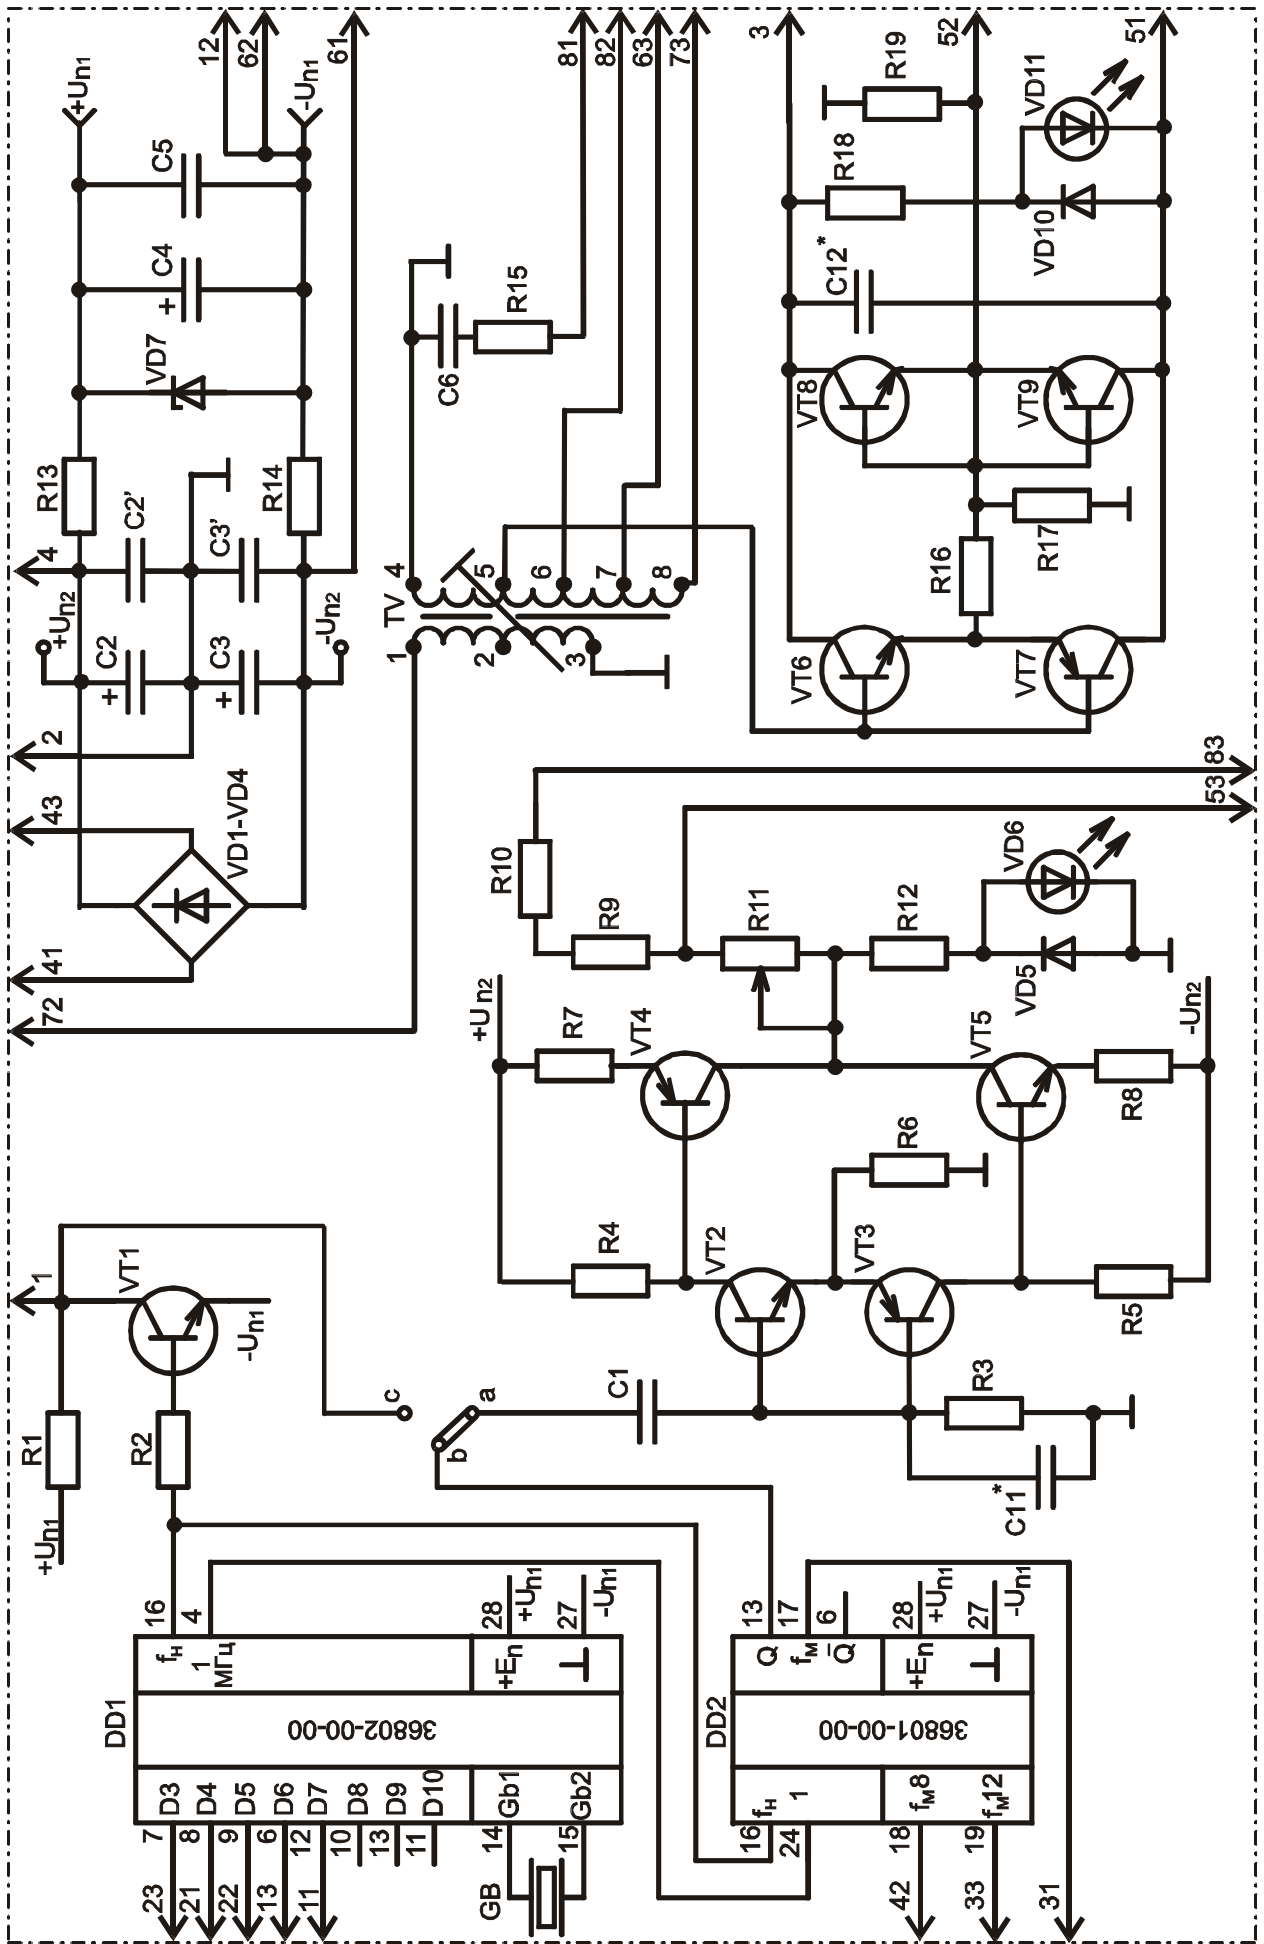 12
62
61
81
82
63
73
3
52
51
+Uп1
-Uп1
C5
C4
+
VD7
R13
R14
C2'
C3'
4
+Uп2
-Uп2
C2
+
C3
+
2
43
VD1-VD4
41
72
C6
R15
TV
4
5
6
7
8
1
2
3
R19
R18
VD11
VD10
C12*
VT8
VT9
R16
R17
VT6
VT7
83
53
R10
R9
R11
R12
VD6
VD5
+Uп2
-Uп2
R7
VT4
VT5
R8
R6
R4
VT2
VT3
R5
1
VT1
-Uп1
R1
R2
+Uп1
c
a
b
C1
R3
C11*
16
4
28
+Uп1
27
-Uп1
fН
1
МГц
+Eп
DD1
36802-00-00
D3
D4
D5
D6
D7
D8
D9
D10
Gb1
Gb2
7
8
9
6
12
10
13
11
14
15
23
21
22
13
11
GB
13
17
6
28
+Uп1
27
-Uп1
Q
fМ
Q
+Eп
DD2
36801-00-00
fН
1
fМ8
fМ12
16
24
18
19
42
33
31